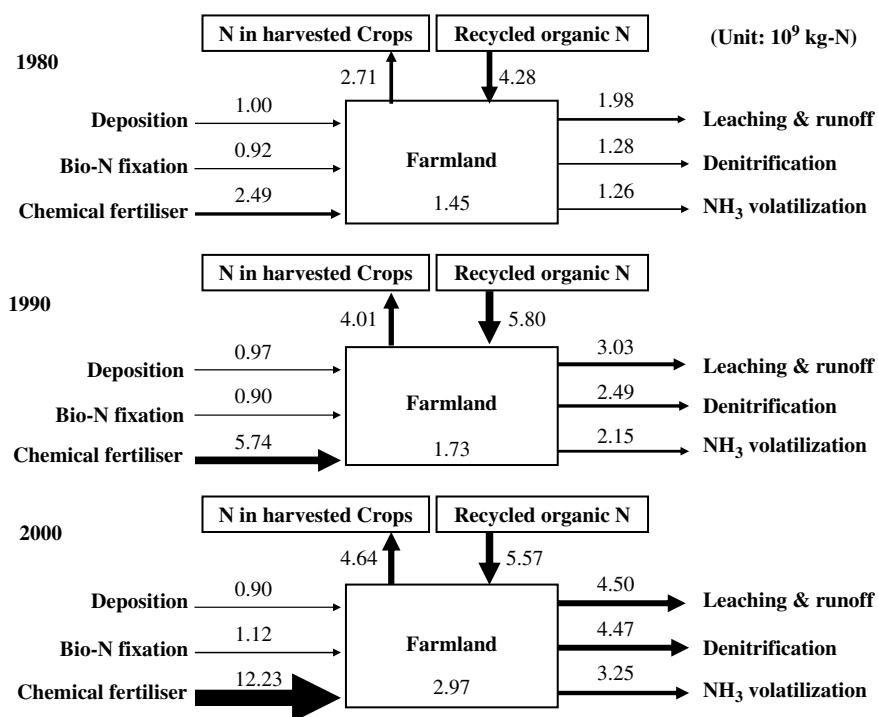 N in harvested Crops Recycled organic N (Unit: 10⁹ kg-N)
1980
2.71 4.28
Deposition 1.00 1.98 Leaching & runoff
Bio-N fixation 0.92 Farmland 1.28 Denitrification
Chemical fertiliser 2.49 1.45 1.26 NH₃ volatilization
N in harvested Crops Recycled organic N
1990
4.01 5.80
Deposition 0.97 3.03 Leaching & runoff
Bio-N fixation 0.90 Farmland 2.49 Denitrification
Chemical fertiliser 5.74 1.73 2.15 NH₃ volatilization
N in harvested Crops Recycled organic N
2000
4.64 5.57
Deposition 0.90 4.50 Leaching & runoff
Bio-N fixation 1.12 Farmland 4.47 Denitrification
Chemical fertiliser 12.23 2.97 3.25 NH₃ volatilization